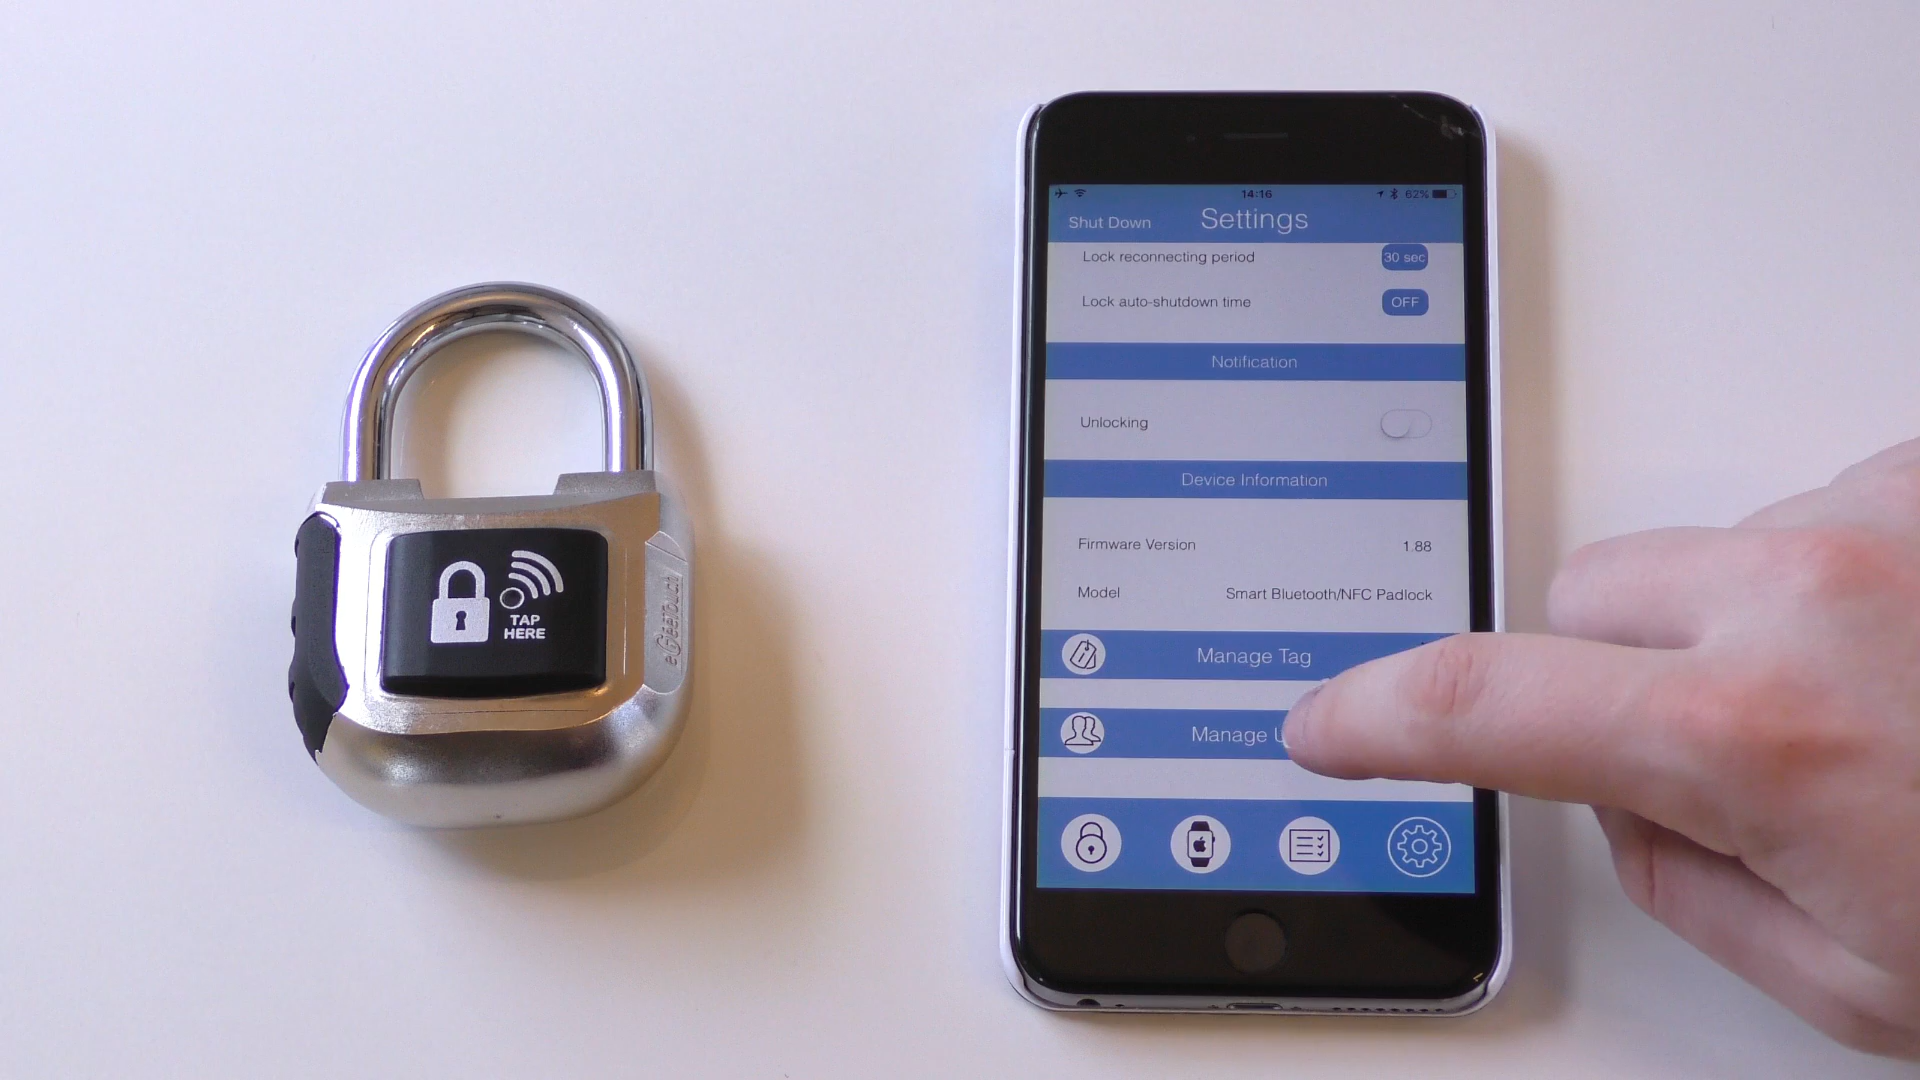 14:16
62%
Shut Down
Settings
Lock reconnecting period
30 sec
Lock auto-shutdown time
OFF
Notification
Unlocking
Device Information
Firmware Version
1.88
Model
Smart Bluetooth/NFC Padlock
Manage Tag
Manage
TAP
HERE
eGeeTouch